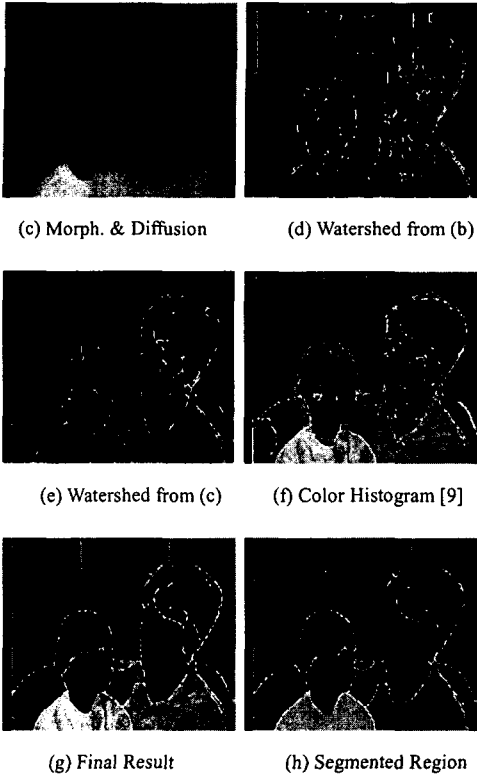 (c) Morph. & Diffusion
(d) Watershed from (b)
(e) Watershed from (c)
(f) Color Histogram [9]
(g) Final Result
(h) Segmented Region